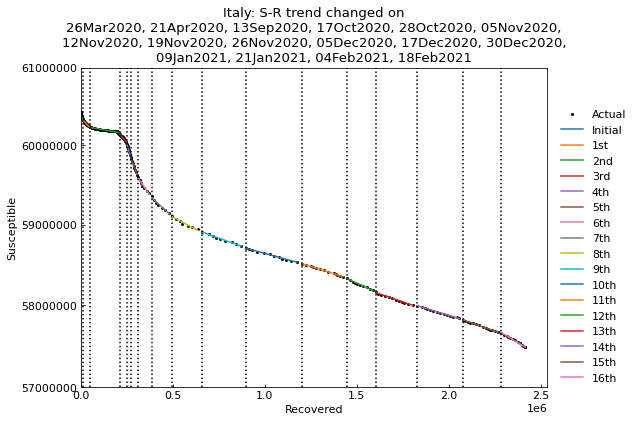 Italy: S-R trend changed on
26Mar2020, 21Apr2020, 13Sep2020, 17Oct2020, 28Oct2020, 05Nov2020,
12Nov2020, 19Nov2020, 26Nov2020, 05Dec2020, 17Dec2020, 30Dec2020,
09Jan2021, 21Jan2021, 04Feb2021, 18Feb2021
61000000
60000000
59000000
58000000
57000000
Susceptible
0.0
0.5
1.0
1.5
2.0
2.5
1e6
Recovered
Actual
Initial
1st
2nd
3rd
4th
5th
6th
7th
8th
9th
10th
11th
12th
13th
14th
15th
16th